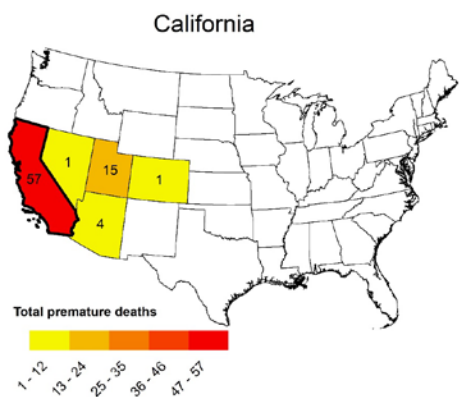 California
57
1
15
1
4
Total premature deaths
1 - 12
13 - 24
25 - 35
36 - 46
47 - 57